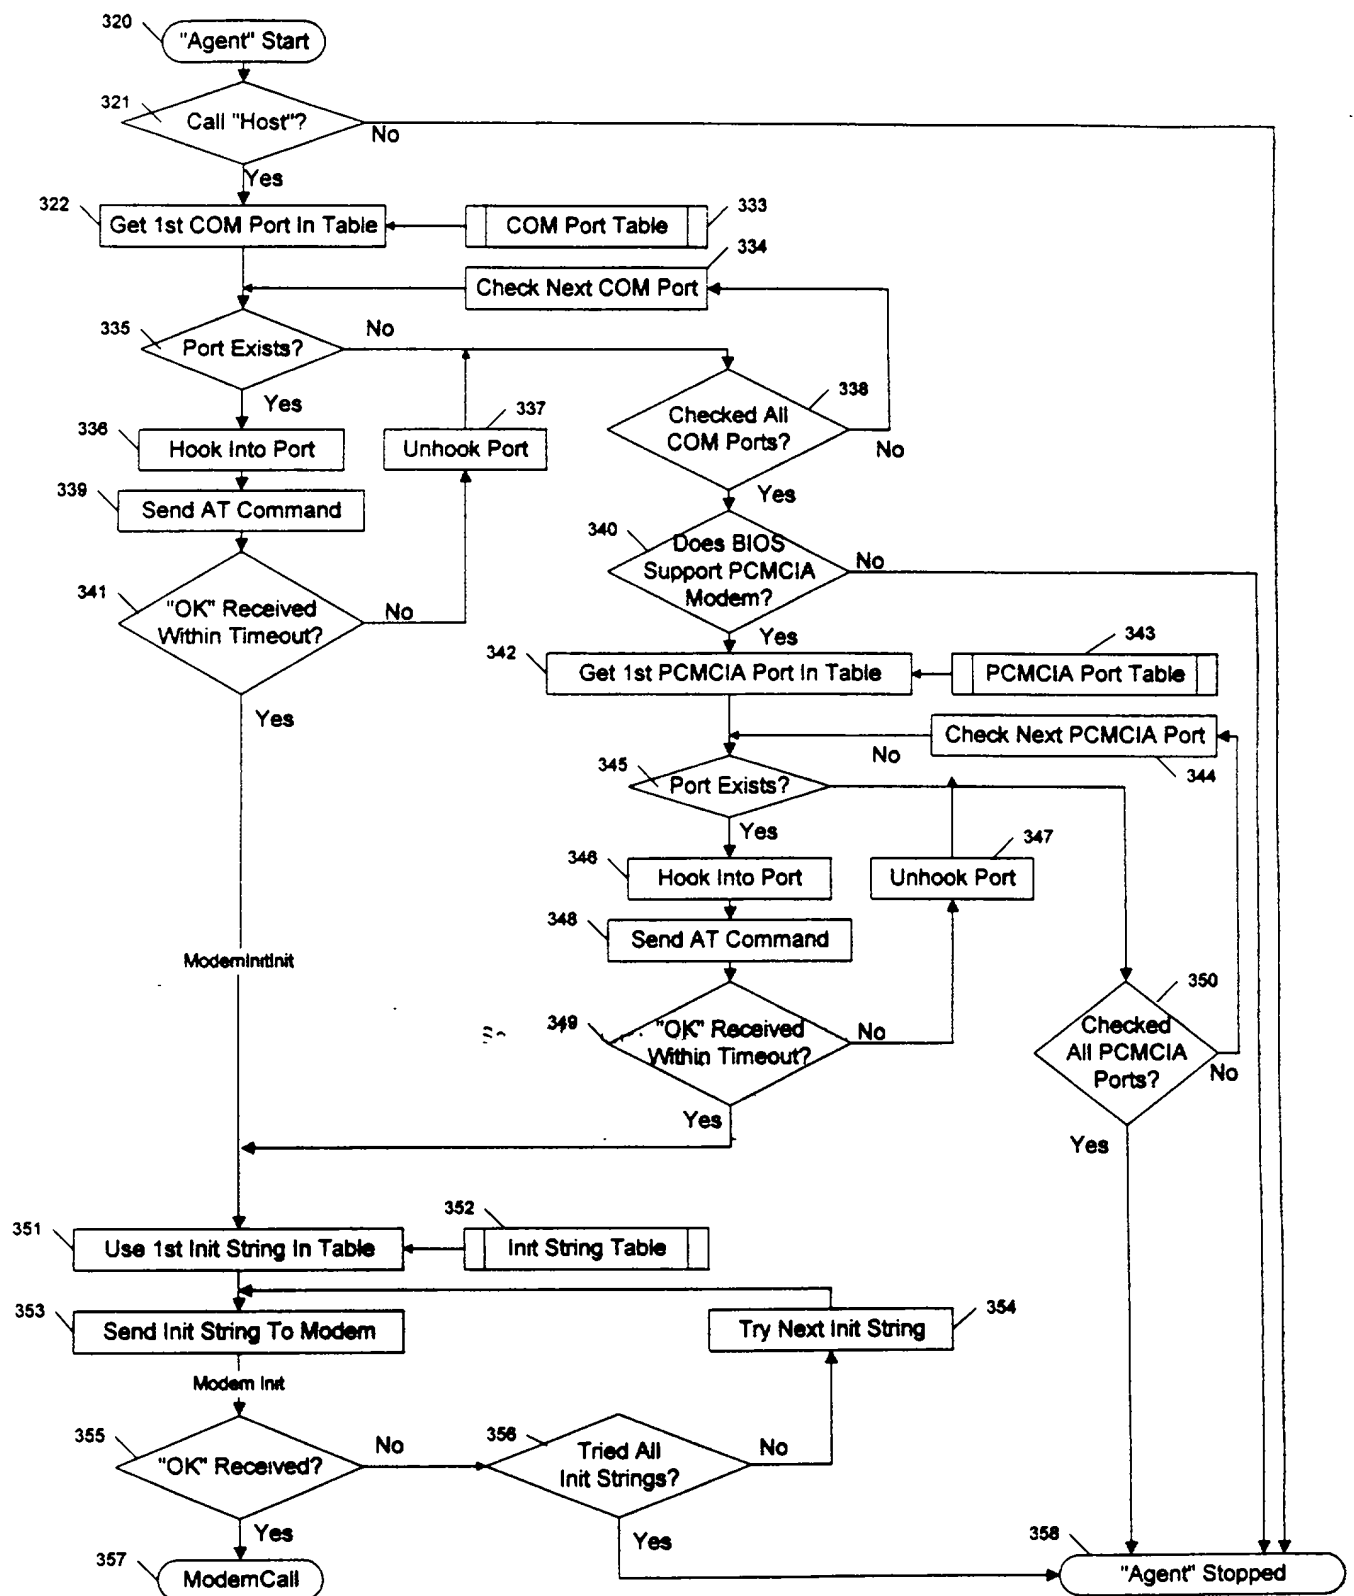 320
"Agent" Start
321
Call "Host"?
No
Yes
322
Get 1st COM Port In Table
COM Port Table
333
334
Check Next COM Port
335
Port Exists?
No
Yes
336
Hook Into Port
337
Unhook Port
338
Checked All
COM Ports?
No
Yes
339
Send AT Command
340
Does BIOS
Support PCMCIA
Modem?
No
Yes
341
"OK" Received
Within Timeout?
No
Yes
342
Get 1st PCMCIA Port In Table
343
PCMCIA Port Table
Check Next PCMCIA Port
344
No
345
Port Exists?
Yes
346
Hook Into Port
347
Unhook Port
348
Send AT Command
ModemInitInit
349
"OK" Received
Within Timeout?
No
Yes
350
Checked
All PCMCIA
Ports?
No
Yes
351
Use 1st Init String In Table
352
Init String Table
353
Send Init String To Modem
354
Try Next Init String
Modem Init
355
"OK" Received?
No
Yes
356
Tried All
Init Strings?
No
Yes
357
ModemCall
358
"Agent" Stopped